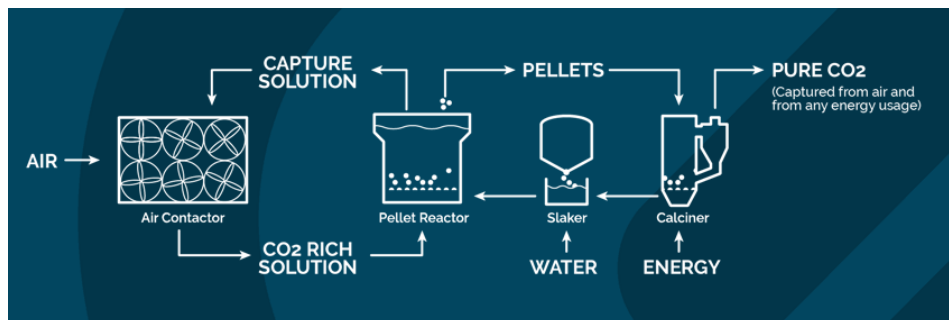 CAPTURE
SOLUTION
PELLETS
PURE CO2
(Captured from air and
from any energy usage)
AIR
Air Contactor
Pellet Reactor
Slaker
Calciner
CO2 RICH
SOLUTION
WATER
ENERGY